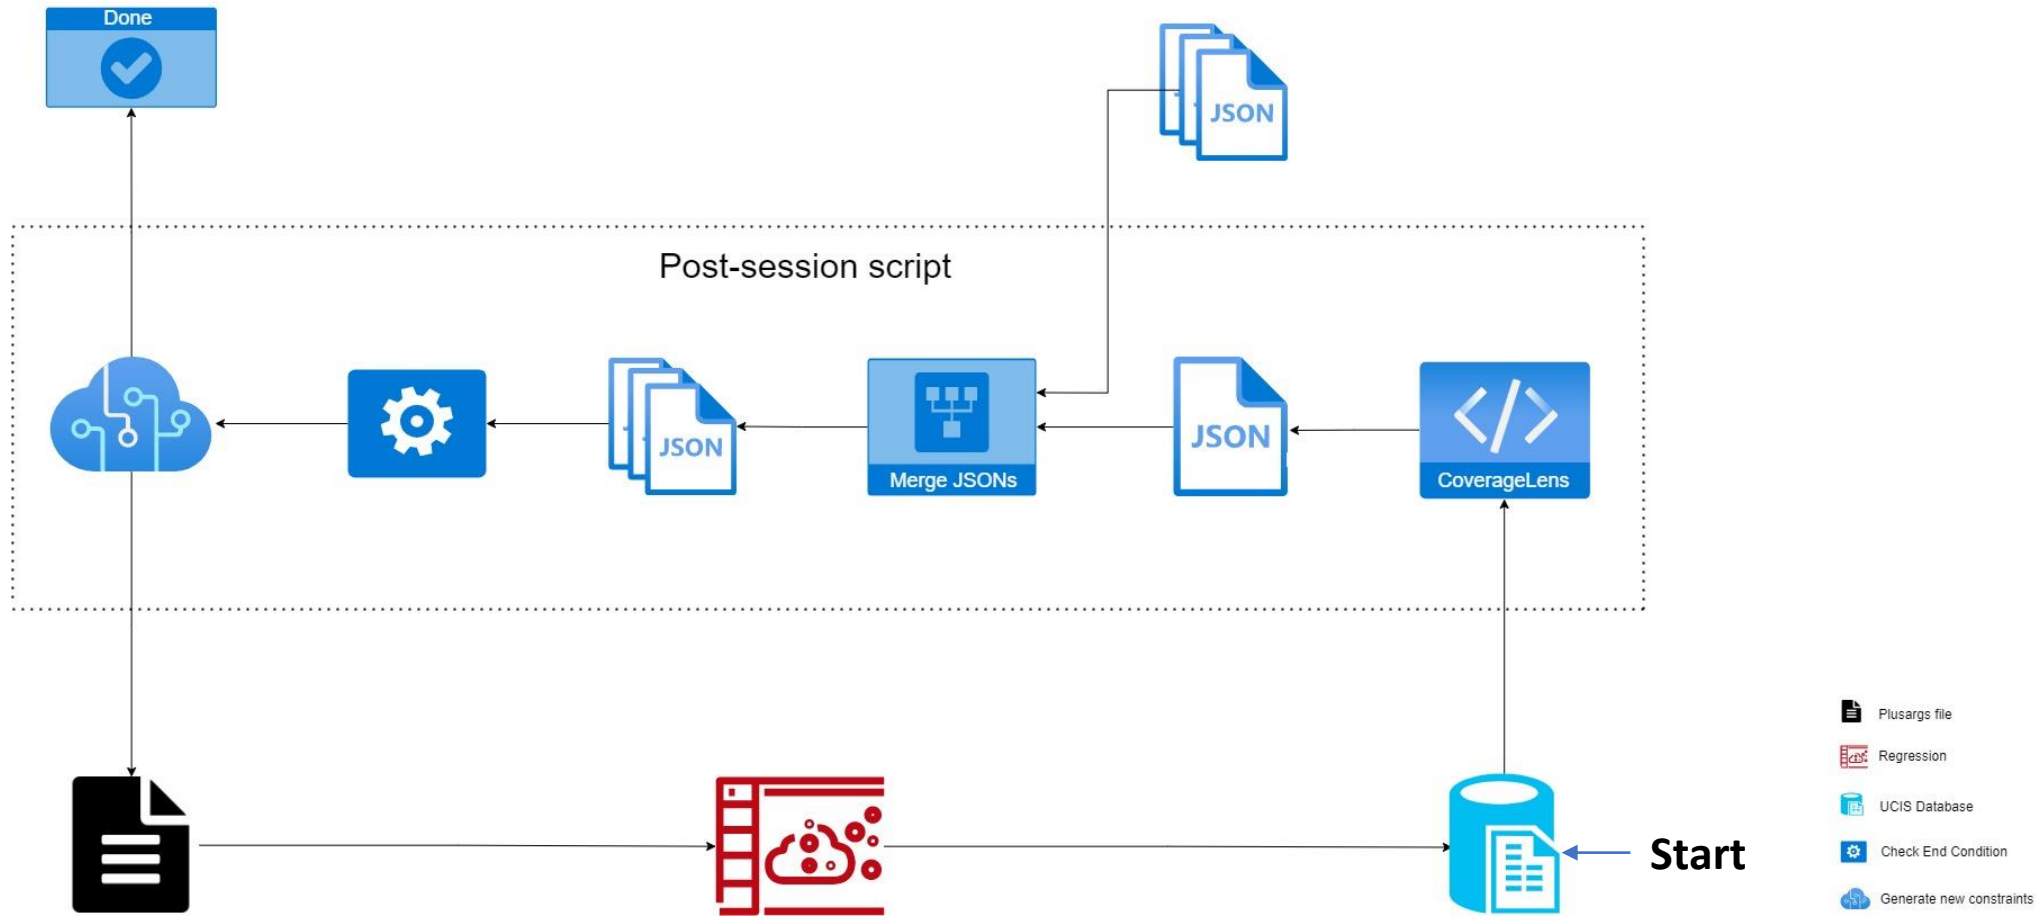 Done
JSON
Post-session script
JSON
Merge JSONs
JSON
CoverageLens
Start
Plusargs file
Regression
UCIS Database
Check End Condition
Generate new constraints